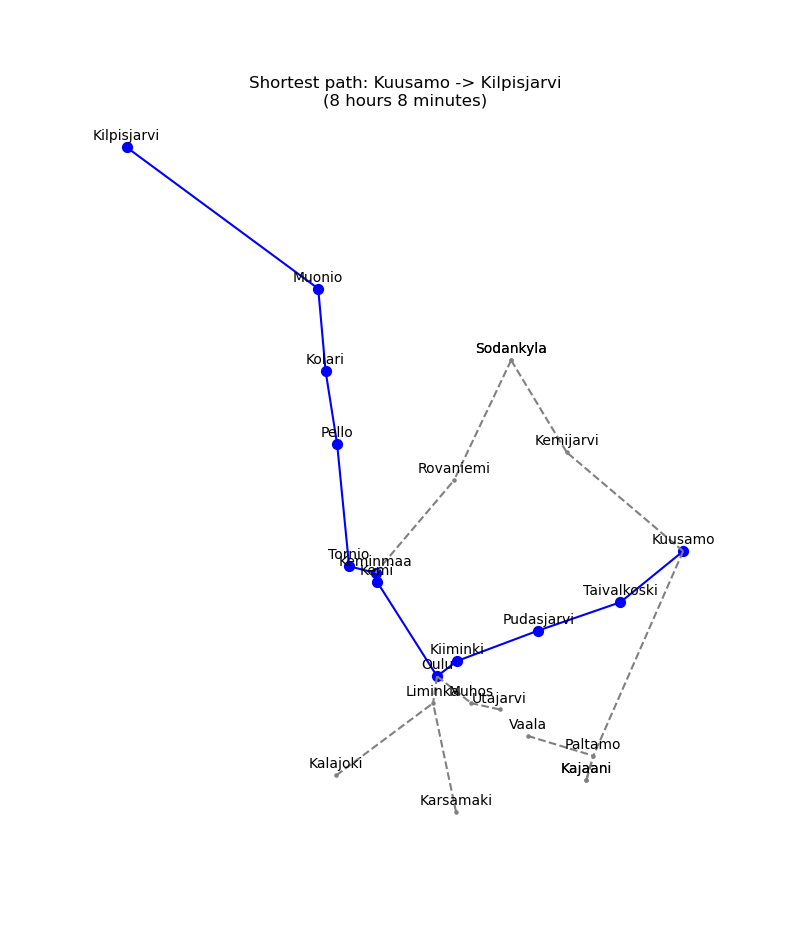 Shortest path: Kuusamo -> Kilpisjarvi
(8 hours 8 minutes)
Kilpisjarvi
Muonio
Sodankyla
Kolari
Pello
Kemijarvi
Rovaniemi
Kuusamo
Tornio
Keminmaa
Kemi
Taivalkoski
Pudasjarvi
Kiiminki
Oulu
Liminka
Muhos
Utajarvi
Vaala
Paltamo
Kalajoki
Kajaani
Karsamaki